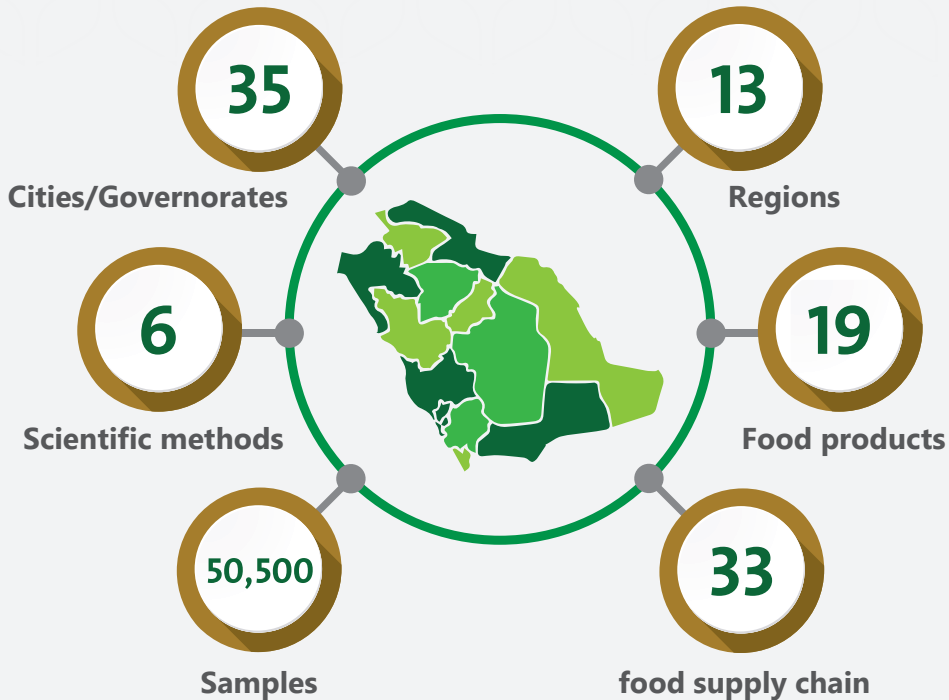 35
Cities/Governorates
13
Regions
6
Scientific methods
19
Food products
50,500
Samples
33
food supply chain